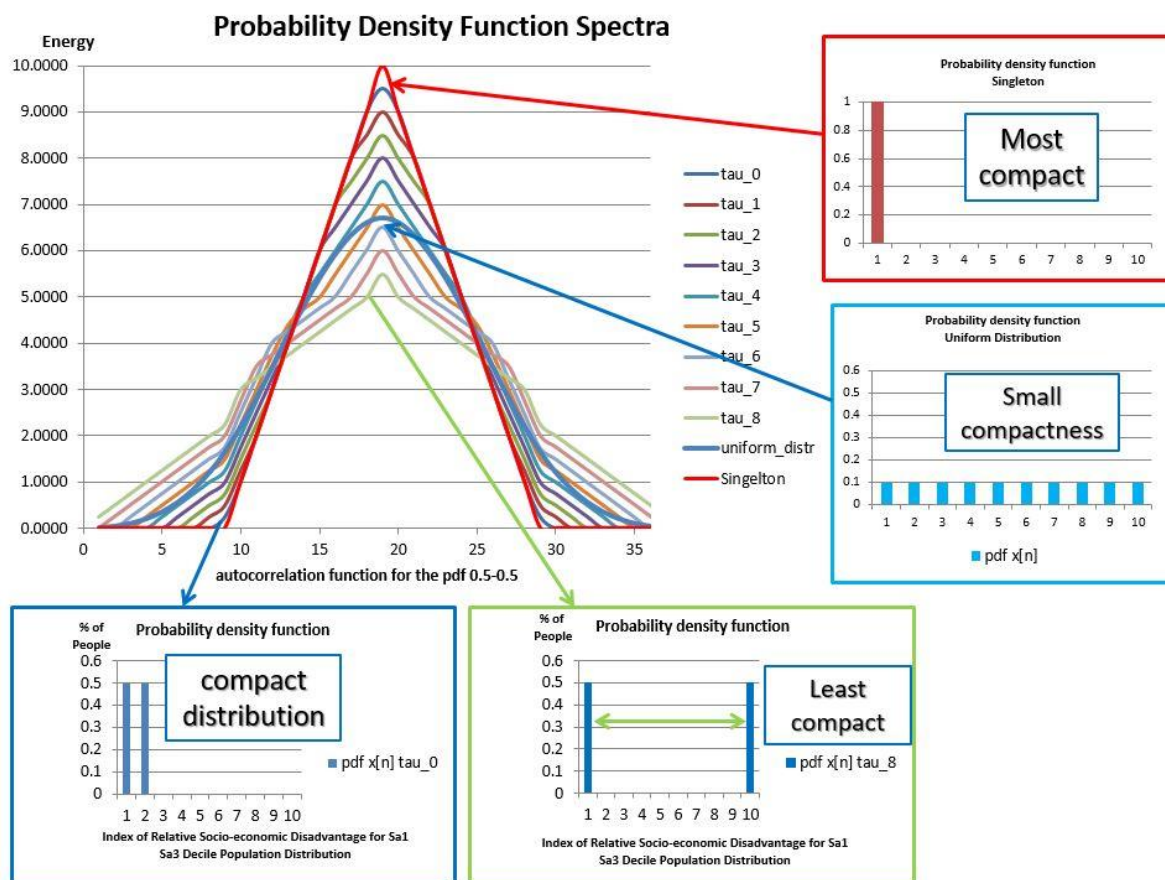 Probability Density Function Spectra
Energy
10.0000
9.0000
8.0000
7.0000
6.0000
5.0000
4.0000
3.0000
2.0000
1.0000
0.0000
0 5 10 15 20 25 30 35
autocorrelation function for the pdf 0.5-0.5
tau_0
tau_1
tau_2
tau_3
tau_4
tau_5
tau_6
tau_7
tau_8
uniform_distr
Singelton
Probability density function
Singleton
1
0.8
0.6
0.4
0.2
0
1 2 3 4 5 6 7 8 9 10
Most
compact
Probability density function
Uniform Distribution
0.6
0.5
0.4
0.3
0.2
0.1
0
1 2 3 4 5 6 7 8 9 10
Small
compactness
pdf x[n]
% of
People
Probability density function
0.6
0.5
0.4
0.3
0.2
0.1
0
1 2 3 4 5 6 7 8 9 10
compact
distribution
pdf x[n] tau_0
Index of Relative Socio-economic Disadvantage for Sa1
Sa3 Decile Population Distribution
% of
People
Probability density function
0.6
0.5
0.4
0.3
0.2
0.1
0
1 2 3 4 5 6 7 8 9 10
Least
compact
pdf x[n] tau_8
Index of Relative Socio-economic Disadvantage for Sa1
Sa3 Decile Population Distribution